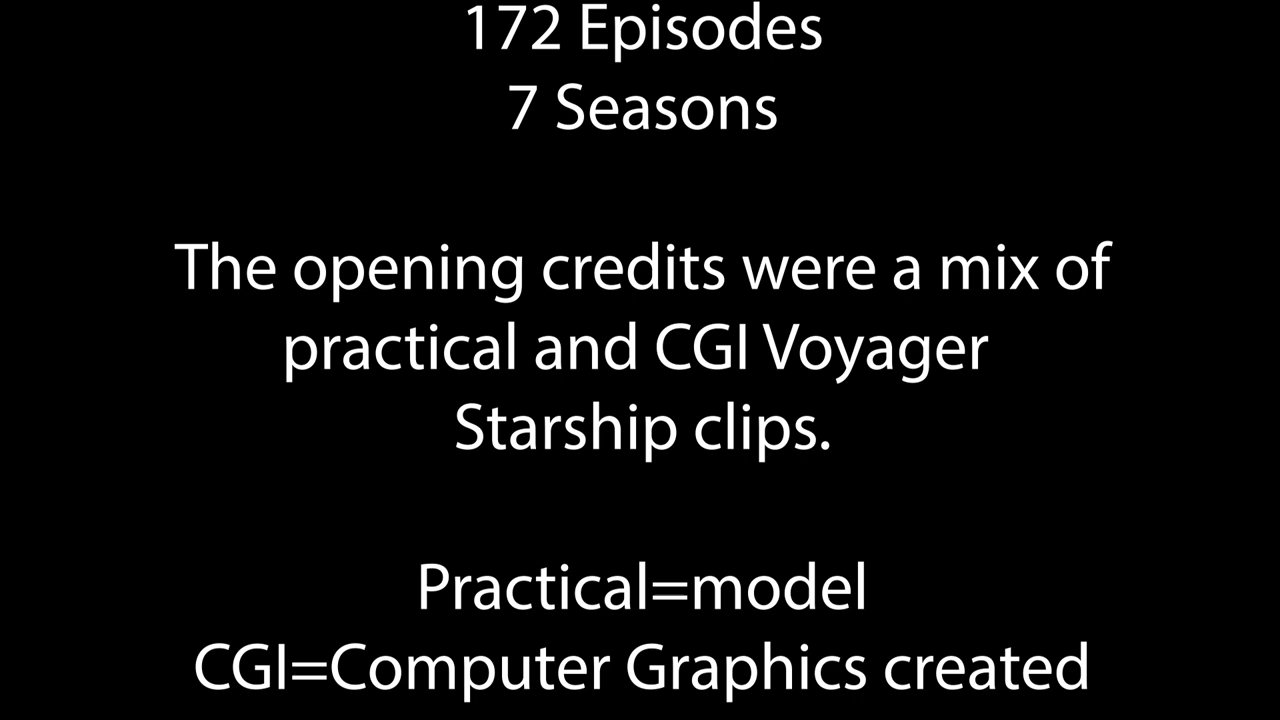 172 Episodes
7 Seasons
The opening credits were a mix of
practical and CGI Voyager
Starship clips.
Practical=model
CGI=Computer Graphics created